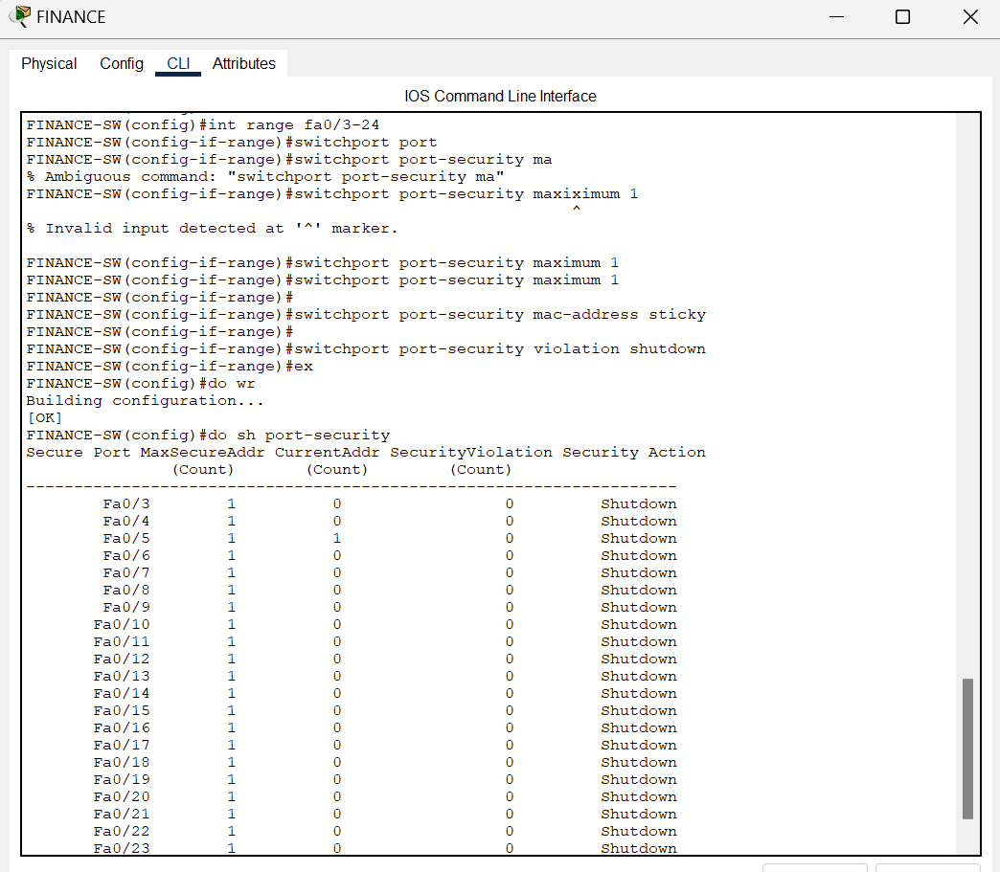 FINANCE
Physical Config CLI Attributes
IOS Command Line Interface
FINANCE-SW(config)#int range fa0/3-24
FINANCE-SW(config-if-range)#switchport port
FINANCE-SW(config-if-range)#switchport port-security ma
% Ambiguous command: "switchport port-security ma"
FINANCE-SW(config-if-range)#switchport port-security maxiximum 1
^
% Invalid input detected at '^' marker.
FINANCE-SW(config-if-range)#switchport port-security maximum 1
FINANCE-SW(config-if-range)#switchport port-security maximum 1
FINANCE-SW(config-if-range)#
FINANCE-SW(config-if-range)#switchport port-security mac-address sticky
FINANCE-SW(config-if-range)#
FINANCE-SW(config-if-range)#switchport port-security violation shutdown
FINANCE-SW(config-if-range)#ex
FINANCE-SW(config)#do wr
Building configuration...
[OK]
FINANCE-SW(config)#do sh port-security
Secure Port MaxSecureAddr CurrentAddr SecurityViolation Security Action
(Count) (Count) (Count)
--------------------------------------------------------------------
Fa0/3 1 0 0 Shutdown
Fa0/4 1 0 0 Shutdown
Fa0/5 1 1 0 Shutdown
Fa0/6 1 0 0 Shutdown
Fa0/7 1 0 0 Shutdown
Fa0/8 1 0 0 Shutdown
Fa0/9 1 0 0 Shutdown
Fa0/10 1 0 0 Shutdown
Fa0/11 1 0 0 Shutdown
Fa0/12 1 0 0 Shutdown
Fa0/13 1 0 0 Shutdown
Fa0/14 1 0 0 Shutdown
Fa0/15 1 0 0 Shutdown
Fa0/16 1 0 0 Shutdown
Fa0/17 1 0 0 Shutdown
Fa0/18 1 0 0 Shutdown
Fa0/19 1 0 0 Shutdown
Fa0/20 1 0 0 Shutdown
Fa0/21 1 0 0 Shutdown
Fa0/22 1 0 0 Shutdown
Fa0/23 1 0 0 Shutdown